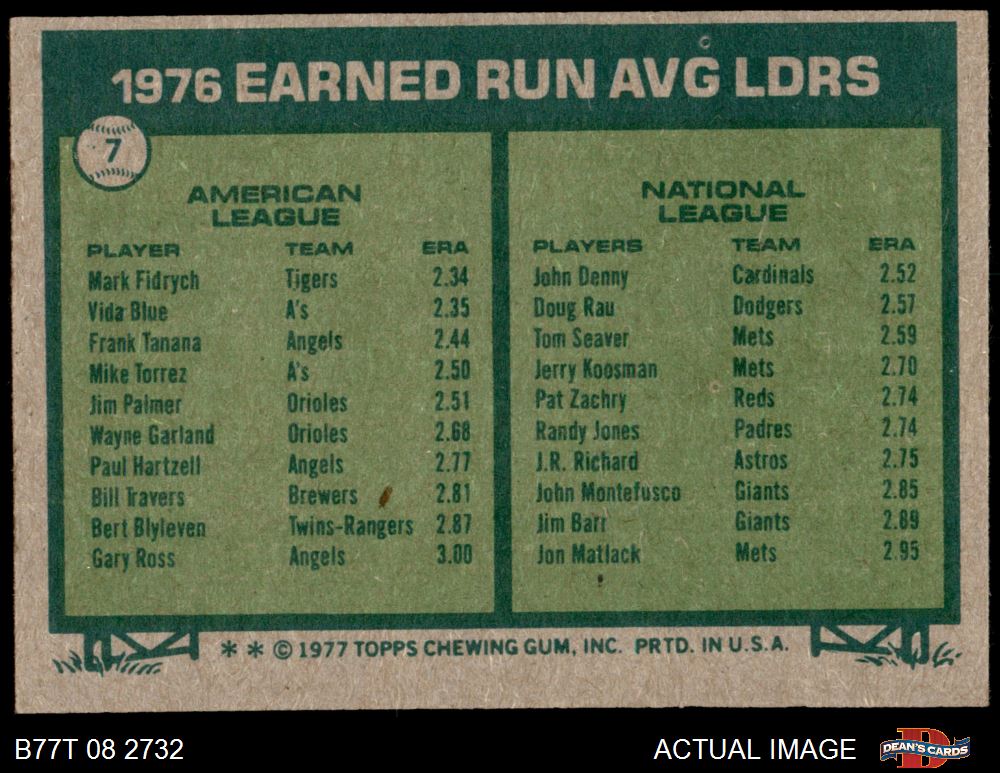 1976 EARNED RUN AVG LDRS
7
AMERICAN
LEAGUE
PLAYER TEAM ERA
Mark Fidrych Tigers 2.34
Vida Blue A's 2.35
Frank Tanana Angels 2.44
Mike Torrez A's 2.50
Jim Palmer Orioles 2.51
Wayne Garland Orioles 2.68
Paul Hartzell Angels 2.77
Bill Travers Brewers 2.81
Bert Blyleven Twins-Rangers 2.87
Gary Ross Angels 3.00
NATIONAL
LEAGUE
PLAYERS TEAM ERA
John Denny Cardinals 2.52
Doug Rau Dodgers 2.57
Tom Seaver Mets 2.59
Jerry Koosman Mets 2.70
Pat Zachry Reds 2.74
Randy Jones Padres 2.74
J.R. Richard Astros 2.75
John Montefusco Giants 2.85
Jim Barr Giants 2.89
Jon Matlack Mets 2.95
* * © 1977 TOPPS CHEWING GUM, INC. PRTD. IN U.S.A.
B77T 08 2732
ACTUAL IMAGE
DEAN'S CARDS